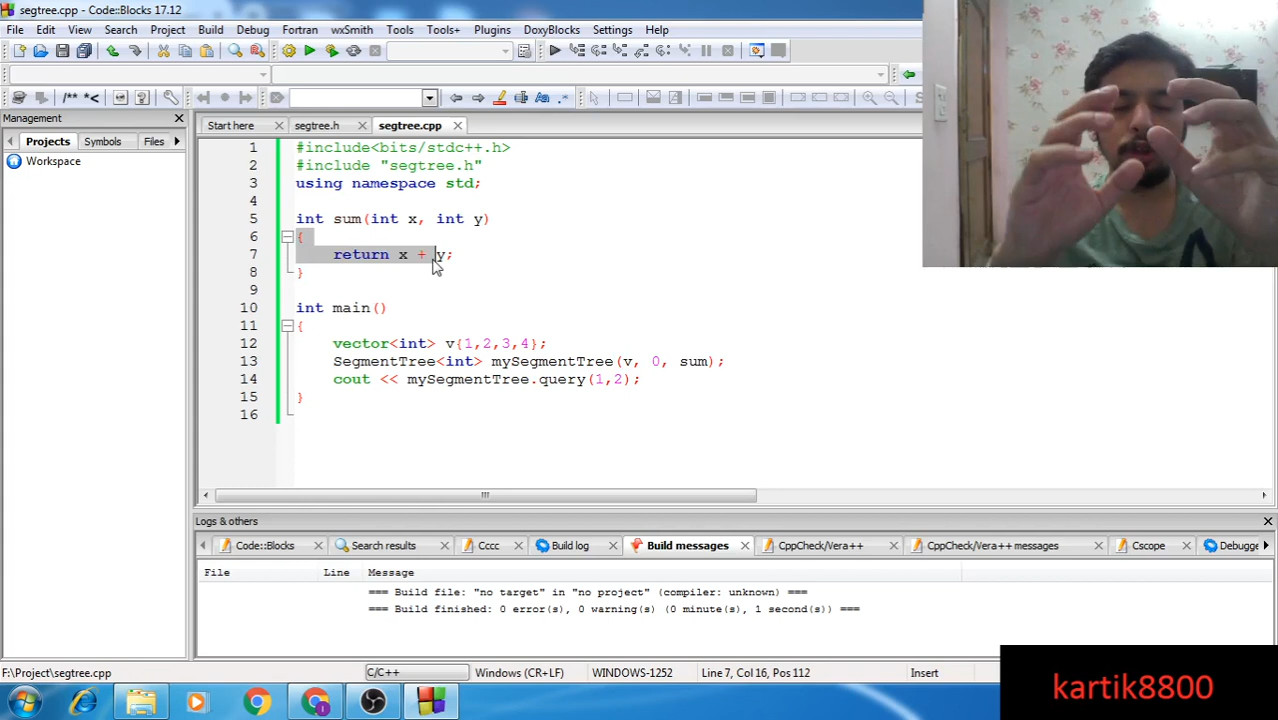 segtree.cpp - Code::Blocks 17.12
File Edit View Search Project Build Debug Fortran wxSmith Tools Tools+ Plugins DoxyBlocks Settings Help
/** *<
Management
Projects Symbols Files
Workspace
Start here segtree.h segtree.cpp
1 #include<bits/stdc++.h>
2 #include "segtree.h"
3 using namespace std;
4
5 int sum(int x, int y)
6 {
7 return x + y;
8 }
9
10 int main()
11 {
12 vector<int> v{1,2,3,4};
13 SegmentTree<int> mySegmentTree(v, 0, sum);
14 cout << mySegmentTree.query(1,2);
15 }
16
Logs & others
Code::Blocks Search results Cccc Build log Build messages CppCheck/Vera++ CppCheck/Vera++ messages Cscope Debugge
File Line Message
=== Build file: "no target" in "no project" (compiler: unknown) ===
=== Build finished: 0 error(s), 0 warning(s) (0 minute(s), 1 second(s)) ===
F:\Project\segtree.cpp C/C++ Windows (CR+LF) WINDOWS-1252 Line 7, Col 16, Pos 112 Insert
kartik8800